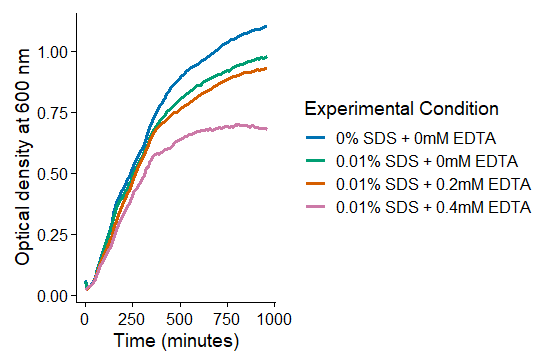 Optical density at 600 nm
1.00
0.75
0.50
0.25
0.00
0 250 500 750 1000
Time (minutes)
Experimental Condition
0% SDS + 0mM EDTA
0.01% SDS + 0mM EDTA
0.01% SDS + 0.2mM EDTA
0.01% SDS + 0.4mM EDTA